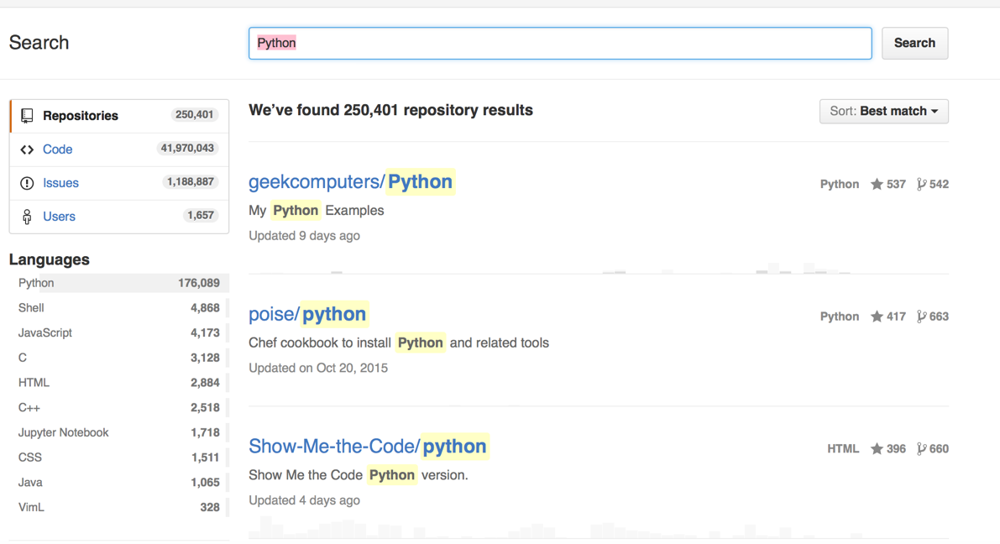 Search
Python
Search
Repositories 250,401
Code 41,970,043
Issues 1,188,887
Users 1,657
Languages
Python 176,089
Shell 4,868
JavaScript 4,173
C 3,128
HTML 2,884
C++ 2,518
Jupyter Notebook 1,718
CSS 1,511
Java 1,065
VimL 328
We’ve found 250,401 repository results
Sort: Best match
geekcomputers/Python
Python 537 542
My Python Examples
Updated 9 days ago
poise/python
Python 417 663
Chef cookbook to install Python and related tools
Updated on Oct 20, 2015
Show-Me-the-Code/python
HTML 396 660
Show Me the Code Python version.
Updated 4 days ago